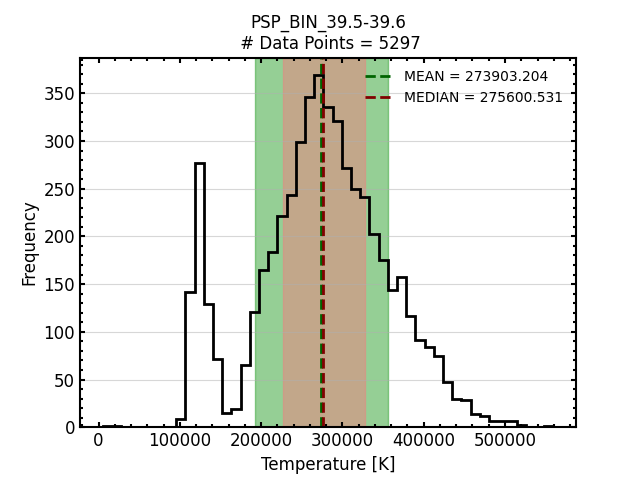 PSP_BIN_39.5-39.6
# Data Points = 5297
MEAN = 273903.204
MEDIAN = 275600.531
Frequency
350
300
250
200
150
100
50
0
0 100000 200000 300000 400000 500000
Temperature [K]